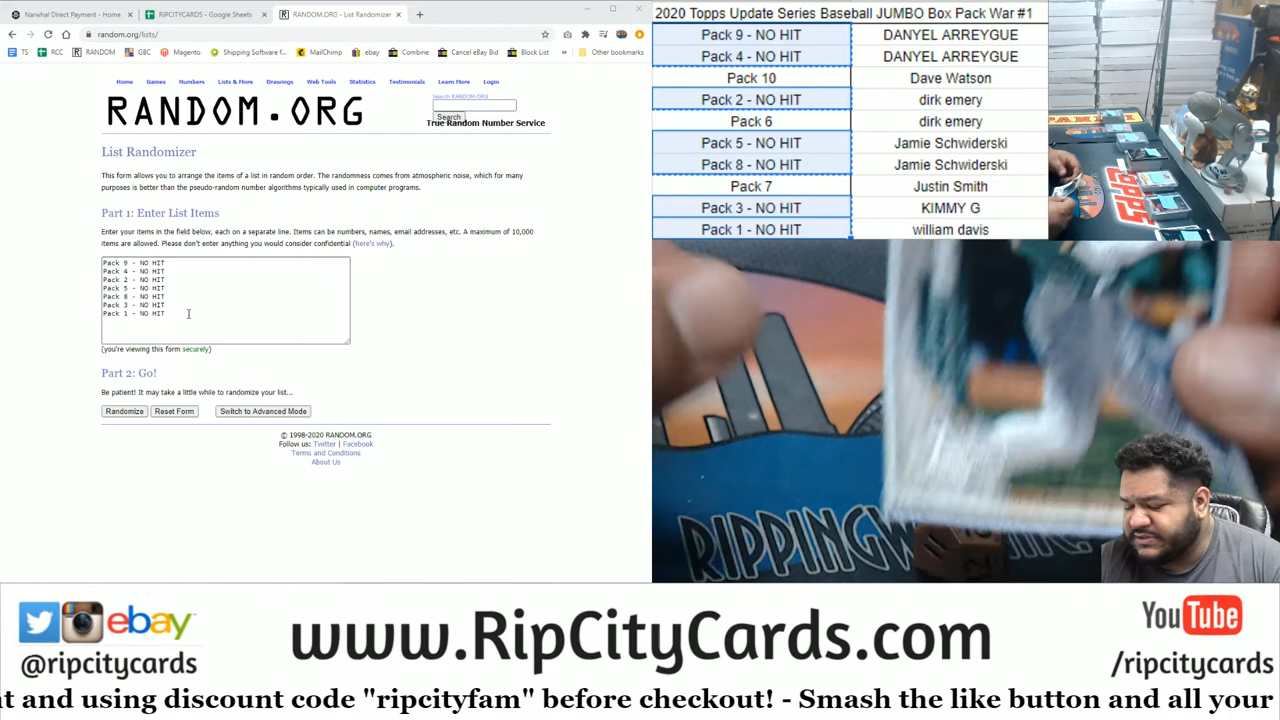 Narwhal Direct Payment - Home
RIPCITYCARDS - Google Sheets
RANDOM.ORG - List Randomizer
random.org/lists/
TS RCC RANDOM GBC Magento Shipping Software f... MailChimp ebay Combine Cancel eBay Bid Block List » Other bookmarks
Home Games Numbers Lists & More Drawings Web Tools Statistics Testimonials Learn More Login
RANDOM.ORG
Search RANDOM.ORG
Search
True Random Number Service
List Randomizer
This form allows you to arrange the items of a list in random order. The randomness comes from atmospheric noise, which for many
purposes is better than the pseudo-random number algorithms typically used in computer programs.
Part 1: Enter List Items
Enter your items in the field below, each on a separate line. Items can be numbers, names, email addresses, etc. A maximum of 10,000
items are allowed. Please don't enter anything you would consider confidential (here's why).
Pack 9 - NO HIT
Pack 4 - NO HIT
Pack 2 - NO HIT
Pack 5 - NO HIT
Pack 8 - NO HIT
Pack 3 - NO HIT
Pack 1 - NO HIT
(you're viewing this form securely)
Part 2: Go!
Be patient! It may take a little while to randomize your list...
Randomize Reset Form Switch to Advanced Mode
© 1998-2020 RANDOM.ORG
Follow us: Twitter | Facebook
Terms and Conditions
About Us
2020 Topps Update Series Baseball JUMBO Box Pack War #1
Pack 9 - NO HIT DANYEL ARREYGUE
Pack 4 - NO HIT DANYEL ARREYGUE
Pack 10 Dave Watson
Pack 2 - NO HIT dirk emery
Pack 6 dirk emery
Pack 5 - NO HIT Jamie Schwiderski
Pack 8 - NO HIT Jamie Schwiderski
Pack 7 Justin Smith
Pack 3 - NO HIT KIMMY G
Pack 1 - NO HIT william davis
PANINI
TOPPS
RIPPINGW
ebay
@ripcitycards
www.RipCityCards.com
YouTube
/ripcitycards
nt and using discount code "ripcityfam" before checkout! - Smash the like button and all your